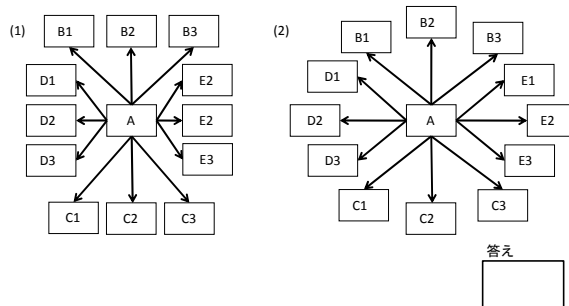 (1)
B1 B2 B3
D1 E2
D2 A E2
D3 E3
C1 C2 C3
(2)
B2
B1 B3
D1 E1
D2 A E2
D3 E3
C1 C3
C2
答え